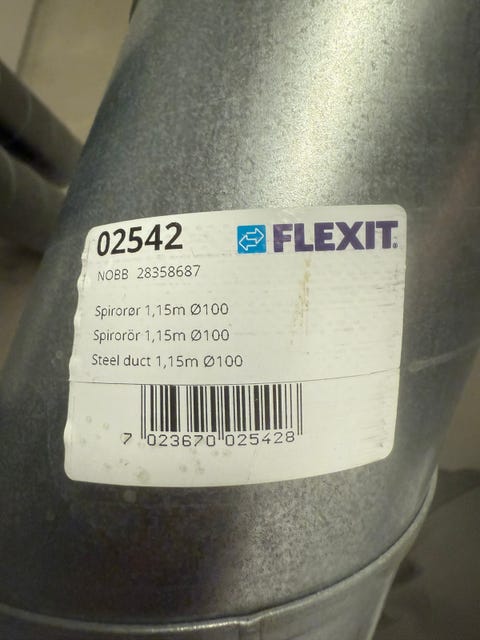 02542
FLEXIT.
NOBB 28358687
Spirorør 1,15m Ø100
Spirorör 1,15m Ø100
Steel duct 1,15m Ø100
7 023670 025428